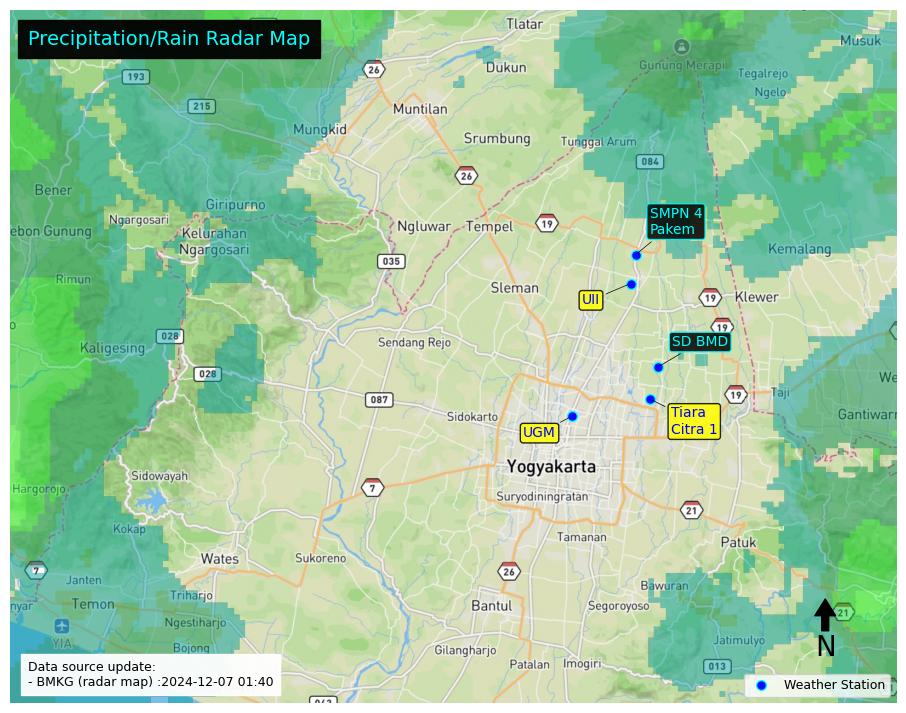 Precipitation/Rain Radar Map
Tlatar
Musuk
26
Gunung Merapi
193
Dukun
Tegalrejo
Ngelo
215
Muntilan
Mungkid
Srumbung
Tunggal Arum
084
26
Bener
Giripurno
SMPN 4
Pakem
Ngargosari
ebon Gunung
Kelurahan
Ngargosari
Ngluwar
Tempel
19
Kemalang
035
Rimun
Sleman
UII
19
Klewer
19
028
Kaligesing
Sendang Rejo
SD BMD
028
We
087
19
Taji
Sidokarto
Tiara
Citra 1
Gantiwarn
UGM
Yogyakarta
Sidowayah
7
Hargorojo
Suryodiningratan
21
Kokap
Tamanan
Patuk
Wates
Sukoreno
7
26
Janten
Bawuran
Triharjo
nyar
Temon
Bantul
Segoroyoso
21
Ngestiharjo
YIA
N
Jatimulyo
Bojong
Gilangharjo
Patalan
Imogiri
013
Data source update:
- BMKG (radar map) :2024-12-07 01:40
Weather Station